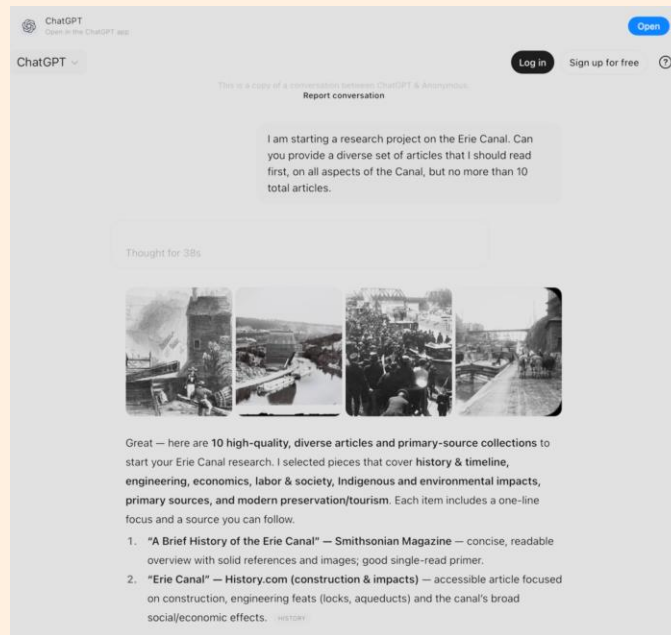 ChatGPT
Open in the ChatGPT app
Open
ChatGPT
Log in
Sign up for free
?
This is a copy of a conversation between ChatGPT & Anonymous.
Report conversation
I am starting a research project on the Erie Canal. Can
you provide a diverse set of articles that I should read
first, on all aspects of the Canal, but no more than 10
total articles.
Thought for 38s
Great — here are 10 high-quality, diverse articles and primary-source collections to
start your Erie Canal research. I selected pieces that cover history & timeline,
engineering, economics, labor & society, Indigenous and environmental impacts,
primary sources, and modern preservation/tourism. Each item includes a one-line
focus and a source you can follow.
1. “A Brief History of the Erie Canal” — Smithsonian Magazine — concise, readable
overview with solid references and images; good single-read primer.
2. “Erie Canal” — History.com (construction & impacts) — accessible article focused
on construction, engineering feats (locks, aqueducts) and the canal’s broad
social/economic effects. HISTORY